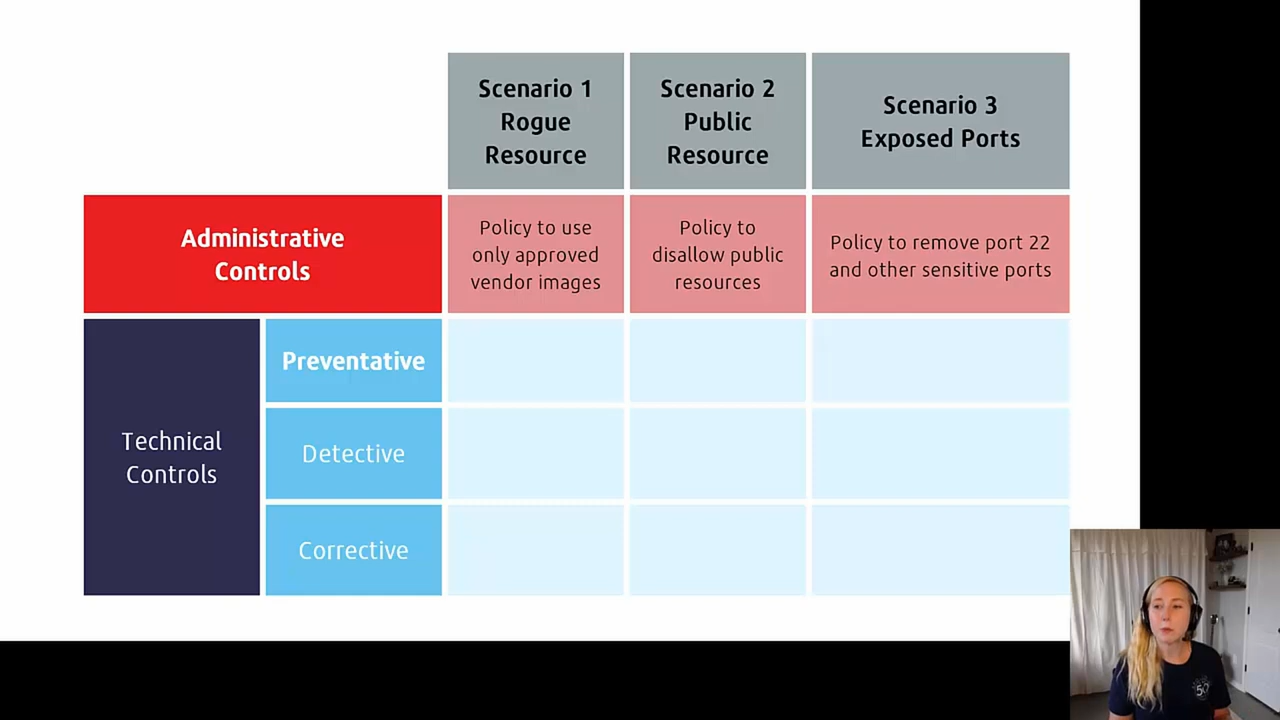 Scenario 1
Rogue
Resource
Scenario 2
Public
Resource
Scenario 3
Exposed Ports
Administrative
Controls
Policy to use
only approved
vendor images
Policy to
disallow public
resources
Policy to remove port 22
and other sensitive ports
Technical
Controls
Preventative
Detective
Corrective